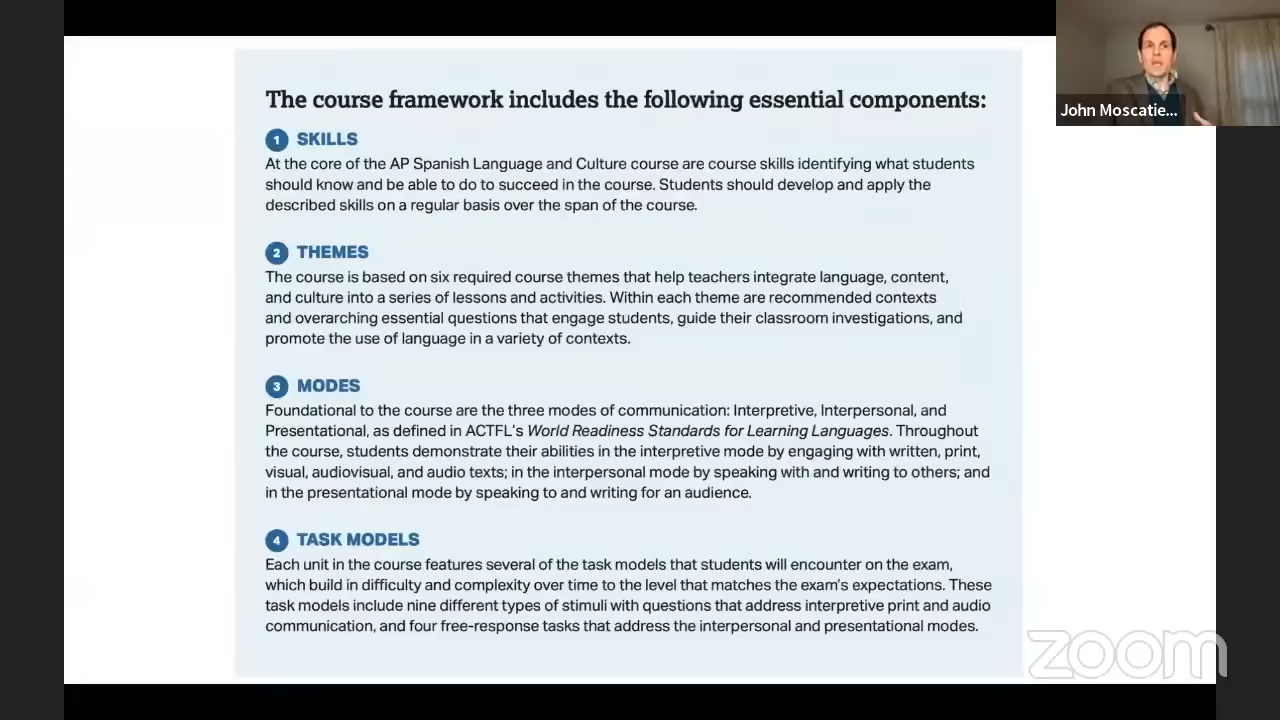 The course framework includes the following essential components:
1 SKILLS
At the core of the AP Spanish Language and Culture course are course skills identifying what students
should know and be able to do to succeed in the course. Students should develop and apply the
described skills on a regular basis over the span of the course.
2 THEMES
The course is based on six required course themes that help teachers integrate language, content,
and culture into a series of lessons and activities. Within each theme are recommended contexts
and overarching essential questions that engage students, guide their classroom investigations, and
promote the use of language in a variety of contexts.
3 MODES
Foundational to the course are the three modes of communication: Interpretive, Interpersonal, and
Presentational, as defined in ACTFL's World Readiness Standards for Learning Languages. Throughout
the course, students demonstrate their abilities in the interpretive mode by engaging with written, print,
visual, audiovisual, and audio texts; in the interpersonal mode by speaking with and writing to others; and
in the presentational mode by speaking to and writing for an audience.
4 TASK MODELS
Each unit in the course features several of the task models that students will encounter on the exam,
which build in difficulty and complexity over time to the level that matches the exam's expectations. These
task models include nine different types of stimuli with questions that address interpretive print and audio
communication, and four free-response tasks that address the interpersonal and presentational modes.
John Moscatie...
zoom